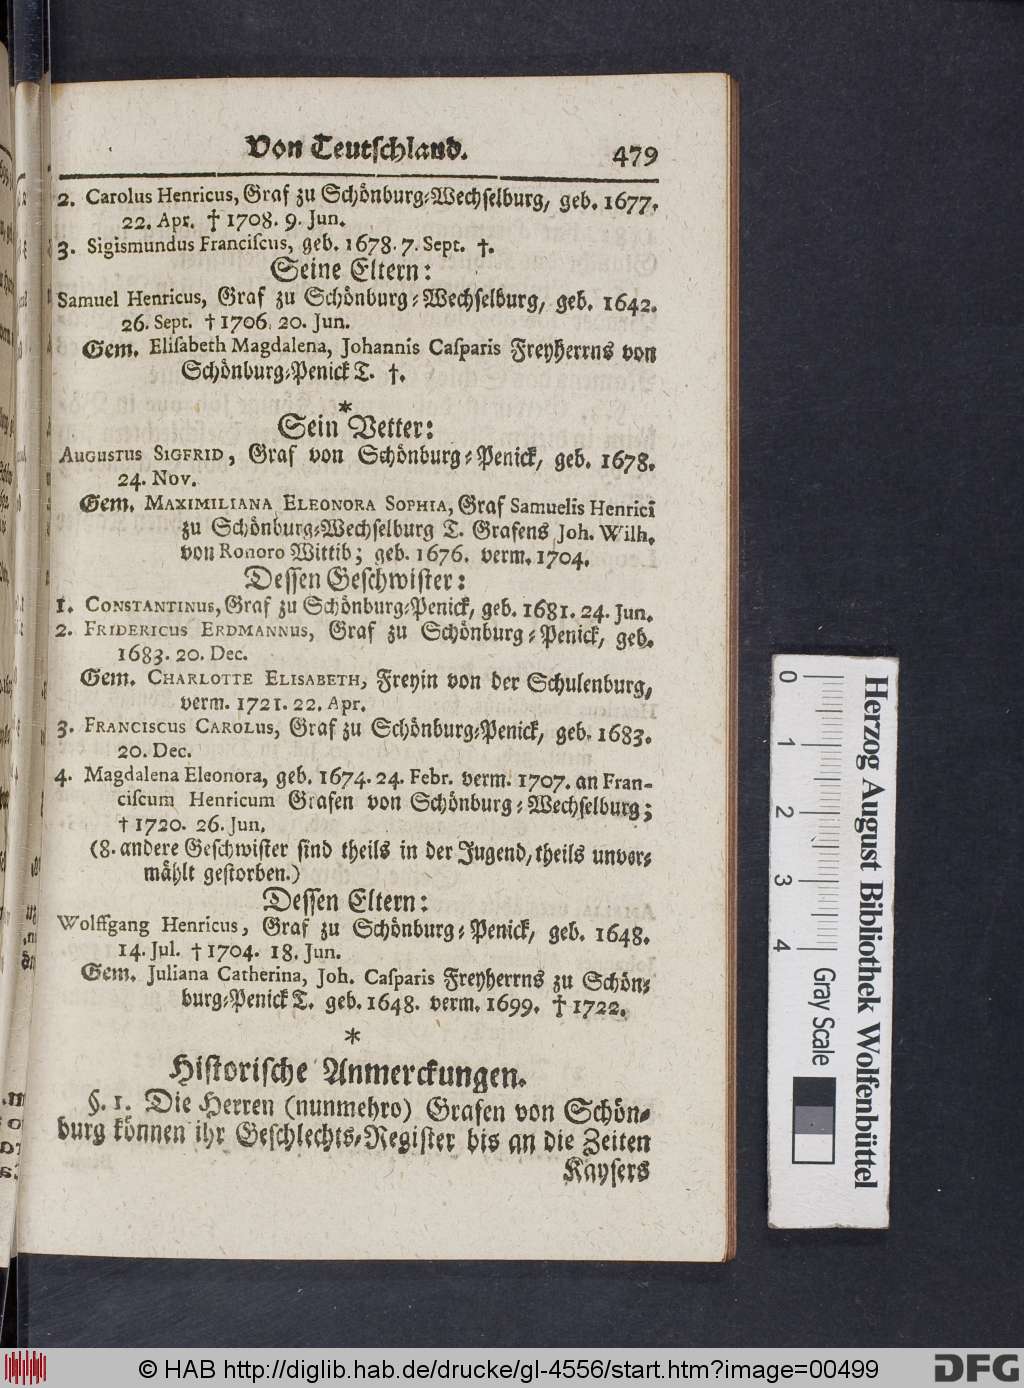 Von Teutschland. 479
2. Carolus Henricus, Graf zu Schönburg-Wechselburg, geb. 1677.
22. Apr. † 1708. 9. Jun.
3. Sigismundus Franciſcus, geb. 1678. 7. Sept. †.
Seine Eltern:
Samuel Henricus, Graf zu Schönburg-Wechſelburg, geb. 1642.
26. Sept. † 1706. 20. Jun.
Gem. Eliſabeth Magdalena, Johannis Caſparis Freyherrns von
Schönburg-Penick T. †.
*
Sein Vetter:
AUGUSTUS SIGFRID, Graf von Schönburg-Penick, geb. 1678.
24. Nov.
Gem. MAXIMILIANA ELEONORA SOPHIA, Graf Samuelis Henrici
zu Schönburg-Wechſelburg T. Grafens Joh. Wilh.
von Ronoro Wittib; geb. 1676. verm. 1704.
Deſſen Geſchwiſter:
1. CONSTANTINUS, Graf zu Schönburg-Penick, geb. 1681. 24. Jun.
2. FRIDERICUS ERDMANNUS, Graf zu Schönburg-Penick, geb.
1683. 20. Dec.
Gem. CHARLOTTE ELISABETH, Freyin von der Schulenburg,
verm. 1721. 22. Apr.
3. FRANCISCUS CAROLUS, Graf zu Schönburg-Penick, geb. 1683.
20. Dec.
4. Magdalena Eleonora, geb. 1674. 24. Febr. verm. 1707. an Fran-
ciſcum Henricum Grafen von Schönburg-Wechſelburg;
† 1720. 26. Jun.
(8. andere Geſchwiſter ſind theils in der Jugend, theils unver-
mählt geſtorben.)
Deſſen Eltern:
Wolffgang Henricus, Graf zu Schönburg-Penick, geb. 1648.
14. Jul. † 1704. 18. Jun.
Gem. Juliana Catherina, Joh. Caſparis Freyherrns zu Schön-
burg-Penick T. geb. 1648. verm. 1699. † 1722.
*
Hiſtoriſche Anmerckungen.
§. 1. Die Herren (nunmehro) Grafen von Schön-
burg können ihr Geſchlechts-Regiſter bis an die Zeiten
Kayſers
0 1 2 3 4
Gray Scale
Herzog August Bibliothek Wolfenbüttel
© HAB http://diglib.hab.de/drucke/gl-4556/start.htm?image=00499
DFG